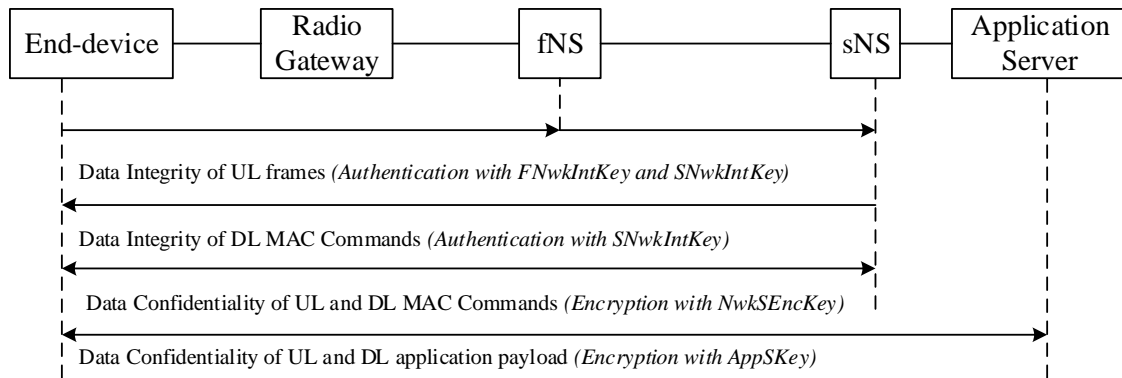 End-device
Radio
Gateway
fNS
sNS
Application
Server
Data Integrity of UL frames (Authentication with FNwkIntKey and SNwkIntKey)
Data Integrity of DL MAC Commands (Authentication with SNwkIntKey)
Data Confidentiality of UL and DL MAC Commands (Encryption with NwkSEncKey)
Data Confidentiality of UL and DL application payload (Encryption with AppSKey)